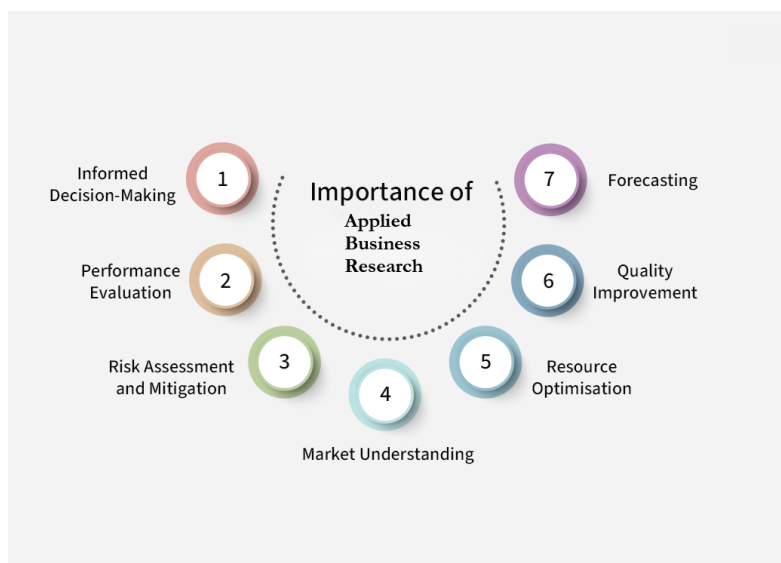 Importance of
Applied
Business
Research
1
Informed
Decision-Making
2
Performance
Evaluation
3
Risk Assessment
and Mitigation
4
Market Understanding
5
Resource
Optimisation
6
Quality
Improvement
7
Forecasting